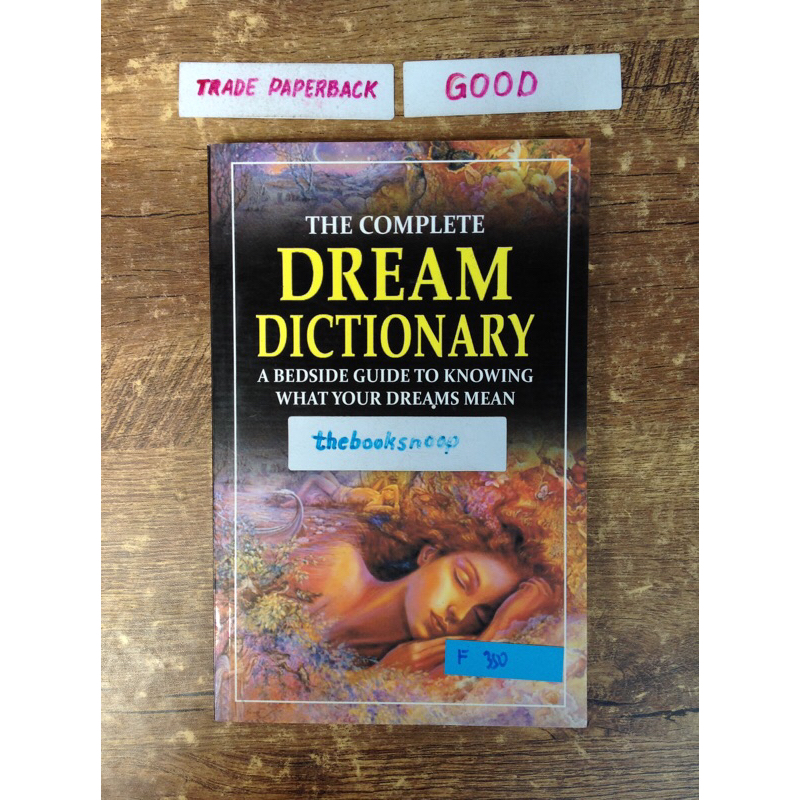 TRADE PAPERBACK
GOOD
THE COMPLETE
DREAM
DICTIONARY
A BEDSIDE GUIDE TO KNOWING
WHAT YOUR DREAMS MEAN
thebooksnoop
F 350